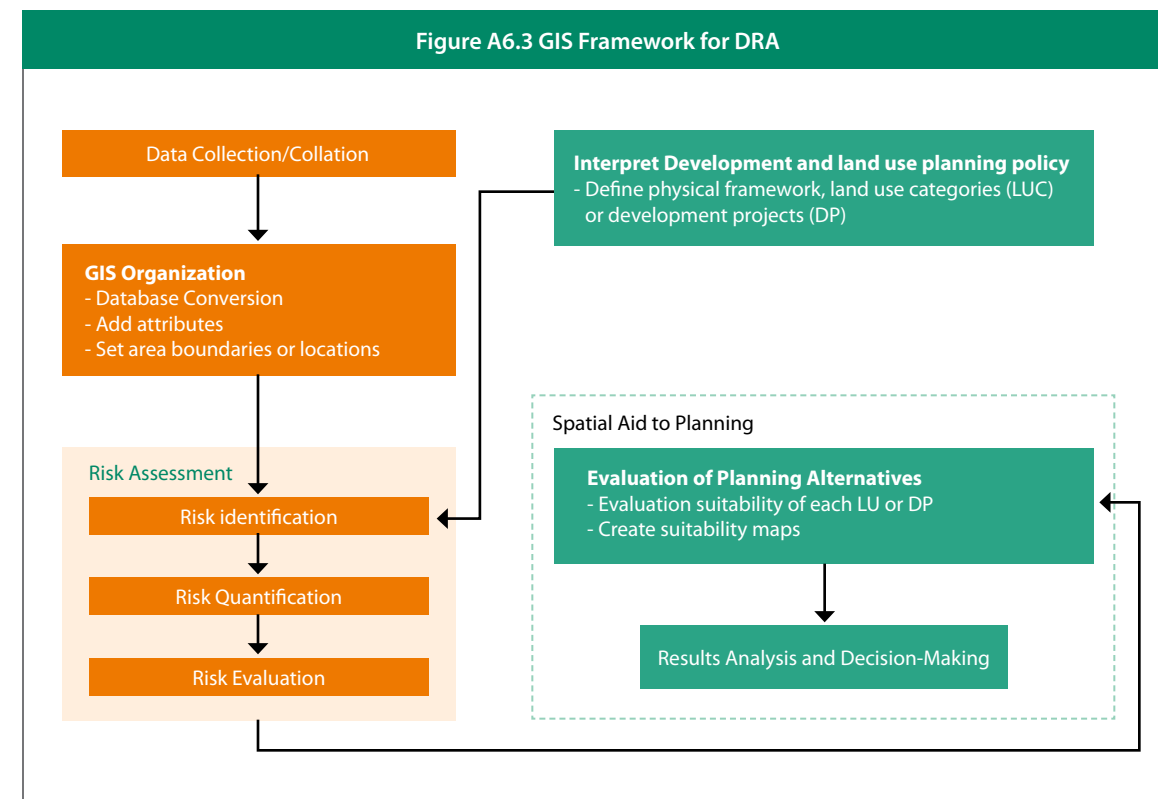 Figure A6.3 GIS Framework for DRA
Data Collection/Collation
GIS Organization
- Database Conversion
- Add attributes
- Set area boundaries or locations
Risk Assessment
Risk identification
Risk Quantification
Risk Evaluation
Interpret Development and land use planning policy
- Define physical framework, land use categories (LUC)
or development projects (DP)
Spatial Aid to Planning
Evaluation of Planning Alternatives
- Evaluation suitability of each LU or DP
- Create suitability maps
Results Analysis and Decision-Making